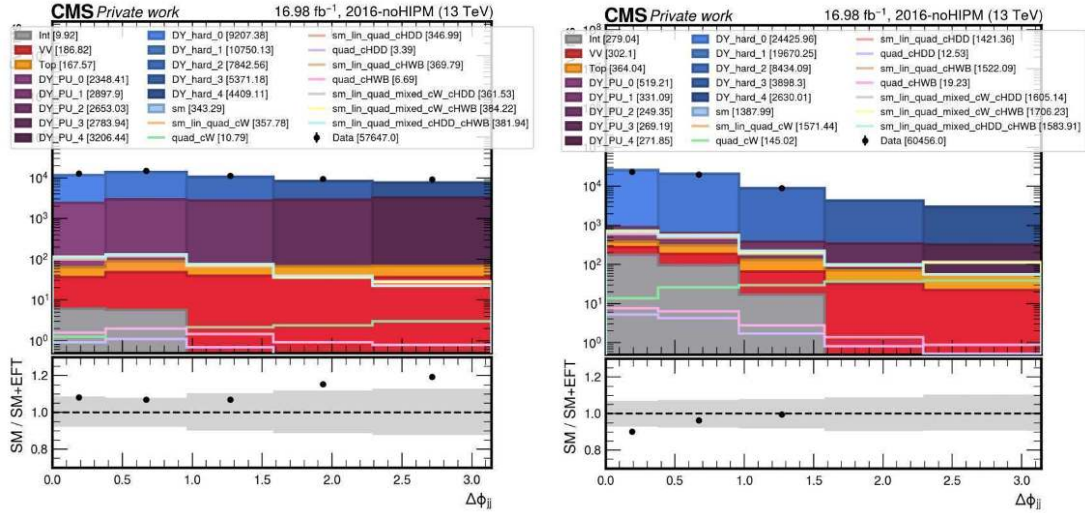 CMS Private work 16.98 fb⁻¹, 2016-noHIPM (13 TeV)
Int [9.92] DY_hard_0 [9207.38] sm_lin_quad_cHDD [346.99]
VV [186.82] DY_hard_1 [10750.13] quad_cHDD [3.39]
Top [167.57] DY_hard_2 [7842.56] sm_lin_quad_cHWB [369.79]
DY_PU_0 [2348.41] DY_hard_3 [5371.18] quad_cHWB [6.69]
DY_PU_1 [2897.9] DY_hard_4 [4409.11] sm_lin_quad_mixed_cW_cHDD [361.53]
DY_PU_2 [2653.03] sm [343.29] sm_lin_quad_mixed_cW_cHWB [384.22]
DY_PU_3 [2783.94] sm_lin_quad_cW [357.78] sm_lin_quad_mixed_cHDD_cHWB [381.94]
DY_PU_4 [3206.44] quad_cW [10.79] Data [57647.0]
10⁴
10³
10²
10¹
10⁰
SM / SM+EFT
1.2
1.0
0.8
0.0 0.5 1.0 1.5 2.0 2.5 3.0
Δϕjj
CMS Private work 16.98 fb⁻¹, 2016-noHIPM (13 TeV)
10⁸
Int [279.04] DY_hard_0 [24425.96] sm_lin_quad_cHDD [1421.36]
VV [302.1] DY_hard_1 [19670.25] quad_cHDD [12.53]
Top [364.04] DY_hard_2 [8434.09] sm_lin_quad_cHWB [1522.09]
DY_PU_0 [519.21] DY_hard_3 [3898.3] quad_cHWB [19.23]
DY_PU_1 [331.09] DY_hard_4 [2630.01] sm_lin_quad_mixed_cW_cHDD [1605.14]
DY_PU_2 [249.35] sm [1387.99] sm_lin_quad_mixed_cW_cHWB [1706.23]
DY_PU_3 [269.19] sm_lin_quad_cW [1571.44] sm_lin_quad_mixed_cHDD_cHWB [1583.91]
DY_PU_4 [271.85] quad_cW [145.02] Data [60456.0]
10⁴
10³
10²
10¹
10⁰
SM / SM+EFT
1.2
1.0
0.8
0.0 0.5 1.0 1.5 2.0 2.5 3.0
Δϕjj